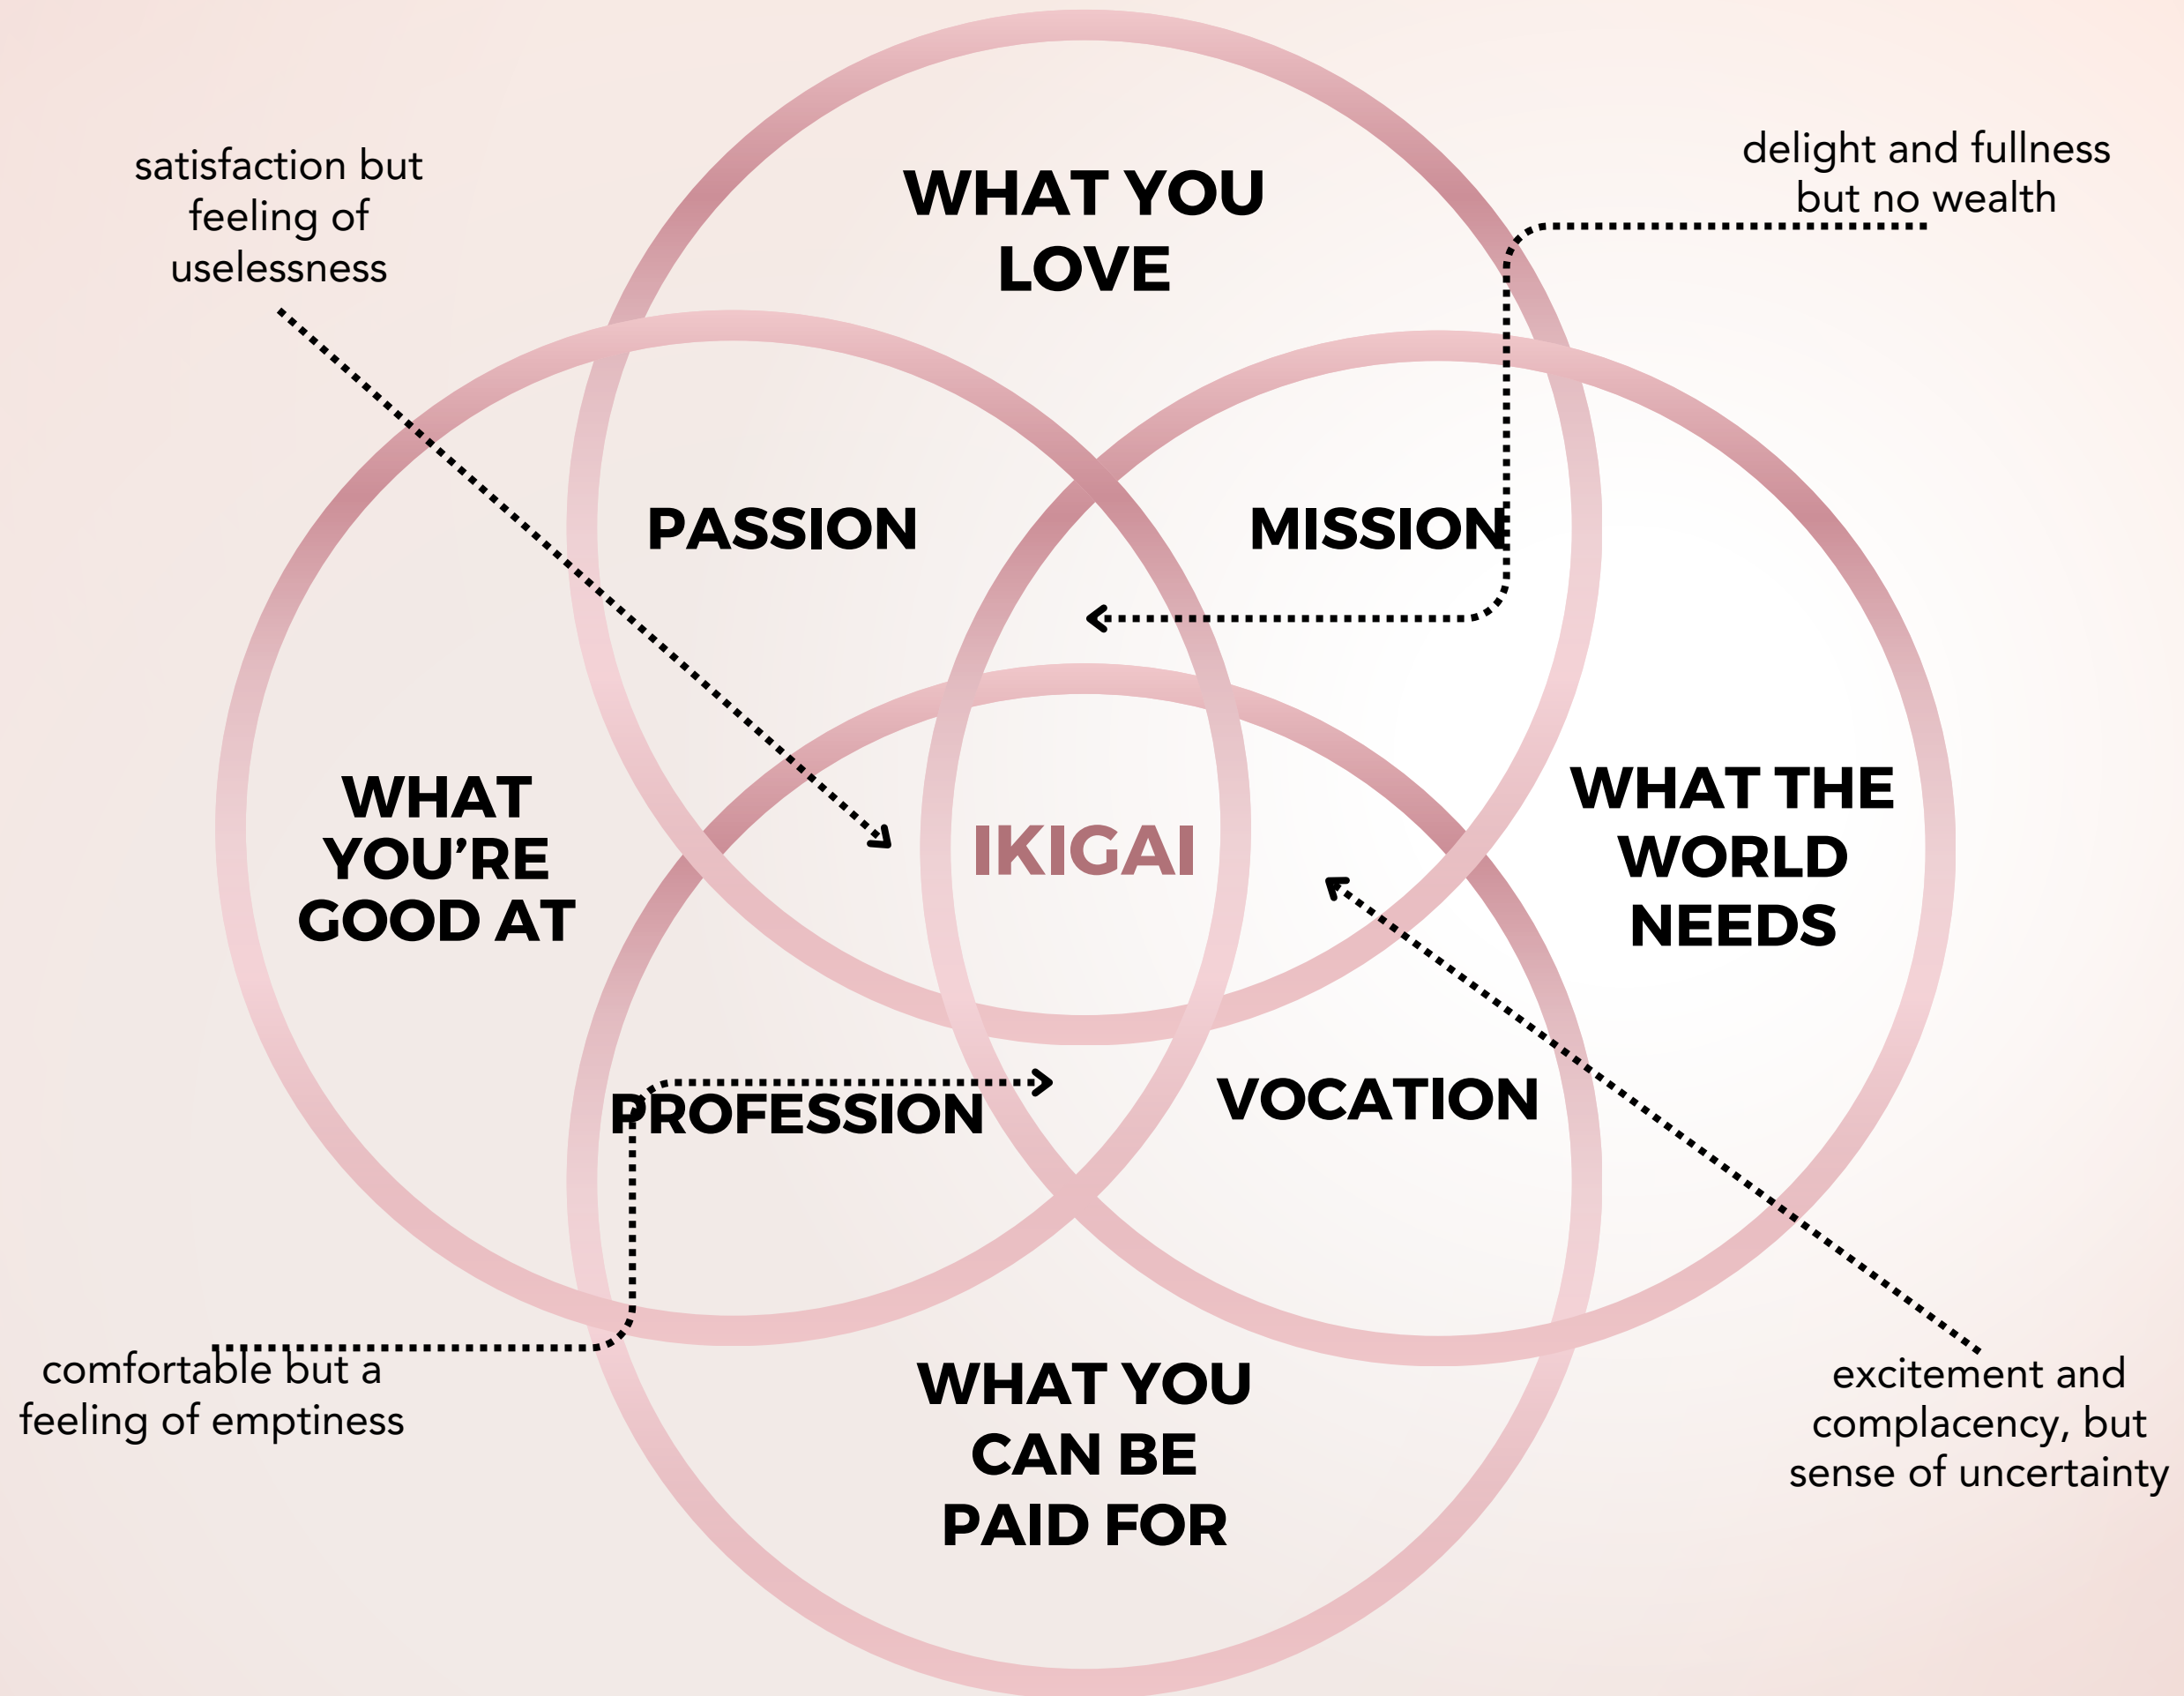 satisfaction but
feeling of
uselessness
WHAT YOU
LOVE
delight and fullness
but no wealth
PASSION
MISSION
WHAT
YOU’RE
GOOD AT
IKIGAI
WHAT THE
WORLD
NEEDS
PROFESSION
VOCATION
comfortable but a
feeling of emptiness
WHAT YOU
CAN BE
PAID FOR
excitement and
complacency, but
sense of uncertainty